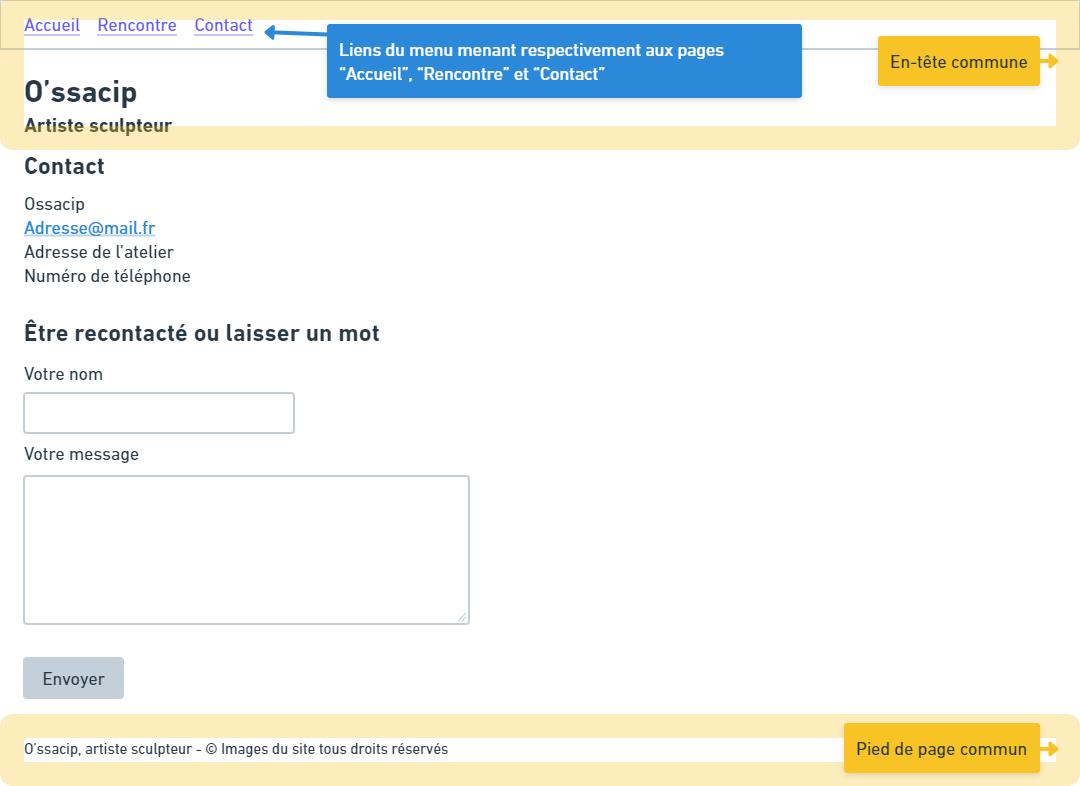 Accueil Rencontre Contact
Liens du menu menant respectivement aux pages
“Accueil”, “Rencontre” et “Contact”
En-tête commune
O’ssacip
Artiste sculpteur
Contact
Ossacip
Adresse@mail.fr
Adresse de l’atelier
Numéro de téléphone
Être recontacté ou laisser un mot
Votre nom
Votre message
Envoyer
O’ssacip, artiste sculpteur - © Images du site tous droits réservés
Pied de page commun